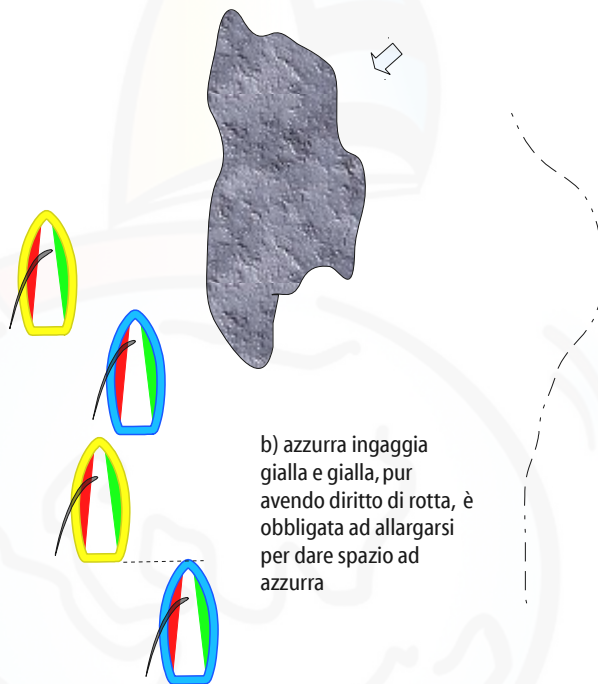 b) azzurra ingaggia
gialla e gialla, pur
avendo diritto di rotta, è
obbligata ad allargarsi
per dare spazio ad
azzurra